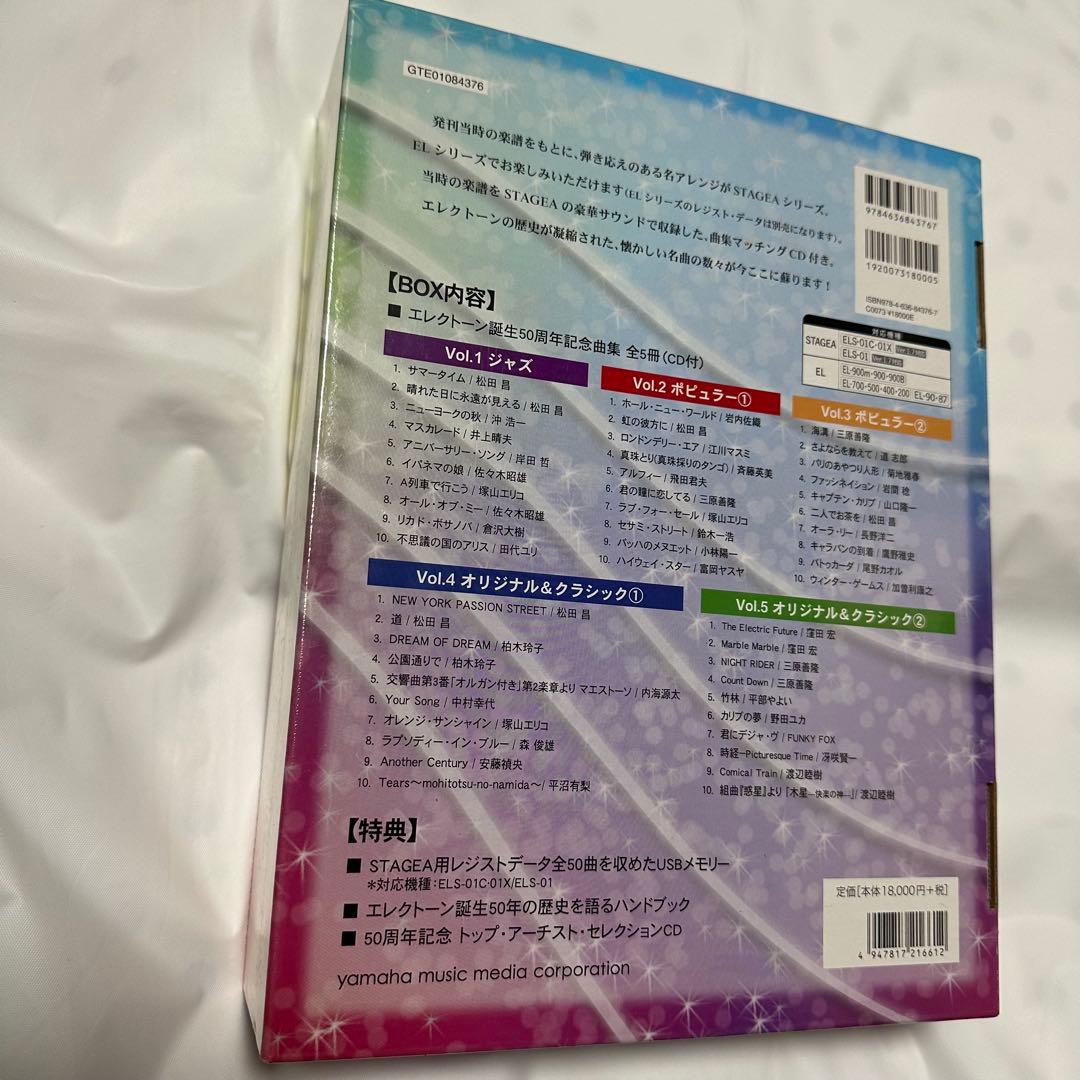 GTE01084376
発刊当時の楽譜をもとに、弾き応えのある名アレンジがSTAGEAシリーズ。
ELシリーズでお楽しみいただけます(ELシリーズのレジスト・データは別売になります)。
当時の楽譜をSTAGEAの豪華サウンドで収録した、曲集マッチングCD付き。
エレクトーンの歴史が凝縮された、懐かしい名曲の数々が今ここに蘇ります!
9784636843767
1920073180005
ISBN978-4-636-84376-7
C0073 ¥18000E
【BOX内容】
■ エレクトーン誕生50周年記念曲集 全5冊(CD付)
対応機種
STAGEA
ELS-01C・01X Ver.1.7対応
ELS-01 Ver.1.7対応
EL
EL-900m・900・900B
EL-700・500・400・200 EL-90・87
Vol.1 ジャズ
1. サマータイム / 松田 昌
2. 晴れた日に永遠が見える / 松田 昌
3. ニューヨークの秋 / 沖 浩一
4. マスカレード / 井上晴夫
5. アニバーサリー・ソング / 岸田 哲
6. イパネマの娘 / 佐々木昭雄
7. A列車で行こう / 塚山エリコ
8. オール・オブ・ミー / 佐々木昭雄
9. リカド・ボサノバ / 倉沢大樹
10. 不思議の国のアリス / 田代ユリ
Vol.2 ポピュラー①
1. ホール・ニュー・ワールド / 岩内佐織
2. 虹の彼方に / 松田 昌
3. ロンドンデリー・エア / 江川マスミ
4. 真珠とり(真珠採りのタンゴ) / 斉藤英美
5. アルフィー / 飛田君夫
6. 君の瞳に恋してる / 三原善隆
7. ラブ・フォー・セール / 塚山エリコ
8. セサミ・ストリート / 鈴木一浩
9. バッハのメヌエット / 小林陽一
10. ハイウェイ・スター / 富岡ヤスヤ
Vol.3 ポピュラー②
1. 海溝 / 三原善隆
2. さよならを教えて / 道 志郎
3. パリのあやつり人形 / 菊地雅春
4. ファッシネイション / 岩間 稔
5. キャプテン・カリブ / 山口隆一
6. 二人でお茶を / 松田 昌
7. オーラ・リー / 長野洋二
8. キャラバンの到着 / 鷹野雅史
9. バトゥカーダ / 尾野カオル
10. ウィンター・ゲームス / 加曽利康之
Vol.4 オリジナル&クラシック①
1. NEW YORK PASSION STREET / 松田 昌
2. 道 / 松田 昌
3. DREAM OF DREAM / 柏木玲子
4. 公園通りで / 柏木玲子
5. 交響曲第3番「オルガン付き」第2楽章より マエストーソ / 内海源太
6. Your Song / 中村幸代
7. オレンジ・サンシャイン / 塚山エリコ
8. ラプソディー・イン・ブルー / 森 俊雄
9. Another Century / 安藤禎央
10. Tears〜mohitotsu-no-namida〜 / 平沼有梨
Vol.5 オリジナル&クラシック②
1. The Electric Future / 窪田 宏
2. Marble Marble / 窪田 宏
3. NIGHT RIDER / 三原善隆
4. Count Down / 三原善隆
5. 竹林 / 平部やよい
6. カリブの夢 / 野田ユカ
7. 君にデジャ・ヴ / FUNKY FOX
8. 時経―Picturesque Time / 冴咲賢一
9. Comical Train / 渡辺睦樹
10. 組曲『惑星』より 「木星―快楽の神―」 / 渡辺睦樹
【特典】
■ STAGEA用レジストデータ全50曲を収めたUSBメモリー
*対応機種:ELS-01C・01X/ELS-01
■ エレクトーン誕生50年の歴史を語るハンドブック
■ 50周年記念 トップ・アーチスト・セレクションCD
yamaha music media corporation
定価[本体18,000円+税]
4 947817 216612